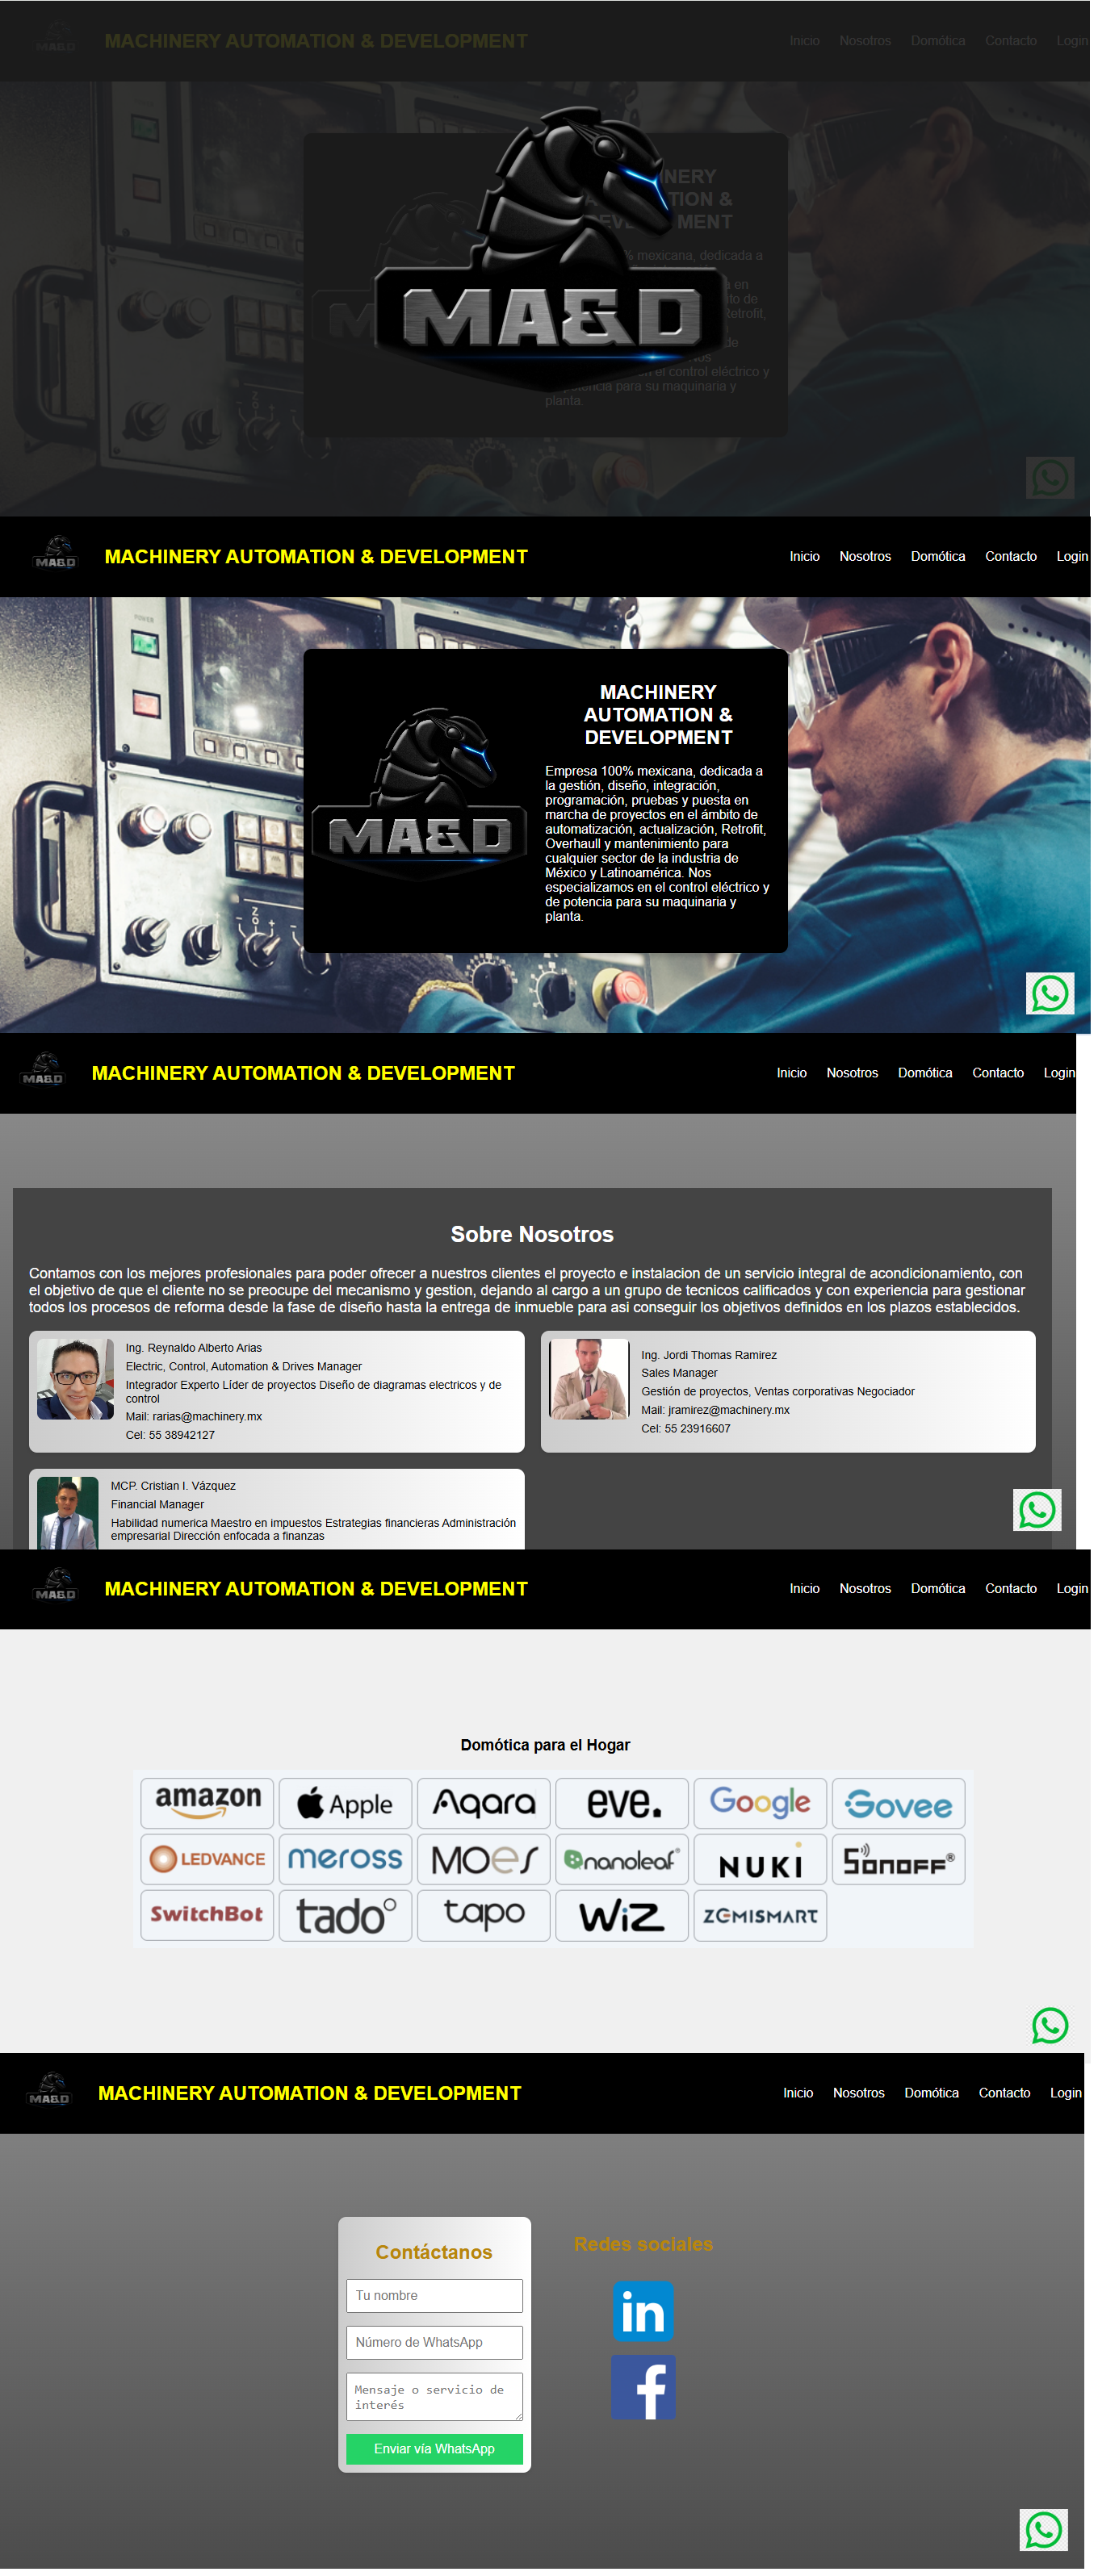 MACHINERY AUTOMATION & DEVELOPMENT
Inicio Nosotros Domótica Contacto Login
NERY
TION &
MENT
% mexicana, dedicada a
en
to de
Retrofit,
de
el control eléctrico y
potencia para su maquinaria y
planta.
MA&D
MA&D
MACHINERY AUTOMATION & DEVELOPMENT
Inicio Nosotros Domótica Contacto Login
POWER
MA&D
MACHINERY
AUTOMATION &
DEVELOPMENT
Empresa 100% mexicana, dedicada a
la gestión, diseño, integración,
programación, pruebas y puesta en
marcha de proyectos en el ámbito de
automatización, actualización, Retrofit,
Overhaull y mantenimiento para
cualquier sector de la industria de
México y Latinoamérica. Nos
especializamos en el control eléctrico y
de potencia para su maquinaria y
planta.
MA&D
MACHINERY AUTOMATION & DEVELOPMENT
Inicio Nosotros Domótica Contacto Login
Sobre Nosotros
Contamos con los mejores profesionales para poder ofrecer a nuestros clientes el proyecto e instalacion de un servicio integral de acondicionamiento, con
el objetivo de que el cliente no se preocupe del mecanismo y gestion, dejando al cargo a un grupo de tecnicos calificados y con experiencia para gestionar
todos los procesos de reforma desde la fase de diseño hasta la entrega de inmueble para asi conseguir los objetivos definidos en los plazos establecidos.
Ing. Reynaldo Alberto Arias
Electric, Control, Automation & Drives Manager
Integrador Experto Líder de proyectos Diseño de diagramas electricos y de
control
Mail: rarias@machinery.mx
Cel: 55 38942127
Ing. Jordi Thomas Ramirez
Sales Manager
Gestión de proyectos, Ventas corporativas Negociador
Mail: jramirez@machinery.mx
Cel: 55 23916607
MCP. Cristian I. Vázquez
Financial Manager
Habilidad numerica Maestro en impuestos Estrategias financieras Administración
empresarial Dirección enfocada a finanzas
MA&D
MACHINERY AUTOMATION & DEVELOPMENT
Inicio Nosotros Domótica Contacto Login
Domótica para el Hogar
amazon Apple Aqara eve. Google Govee
LEDVANCE meross MOES nanoleaf® NUKI SONOFF®
SwitchBot tado° tapo WiZ ZEMISMART
MA&D
MACHINERY AUTOMATION & DEVELOPMENT
Inicio Nosotros Domótica Contacto Login
Contáctanos
Tu nombre
Número de WhatsApp
Mensaje o servicio de
interés
Enviar vía WhatsApp
Redes sociales
in
f